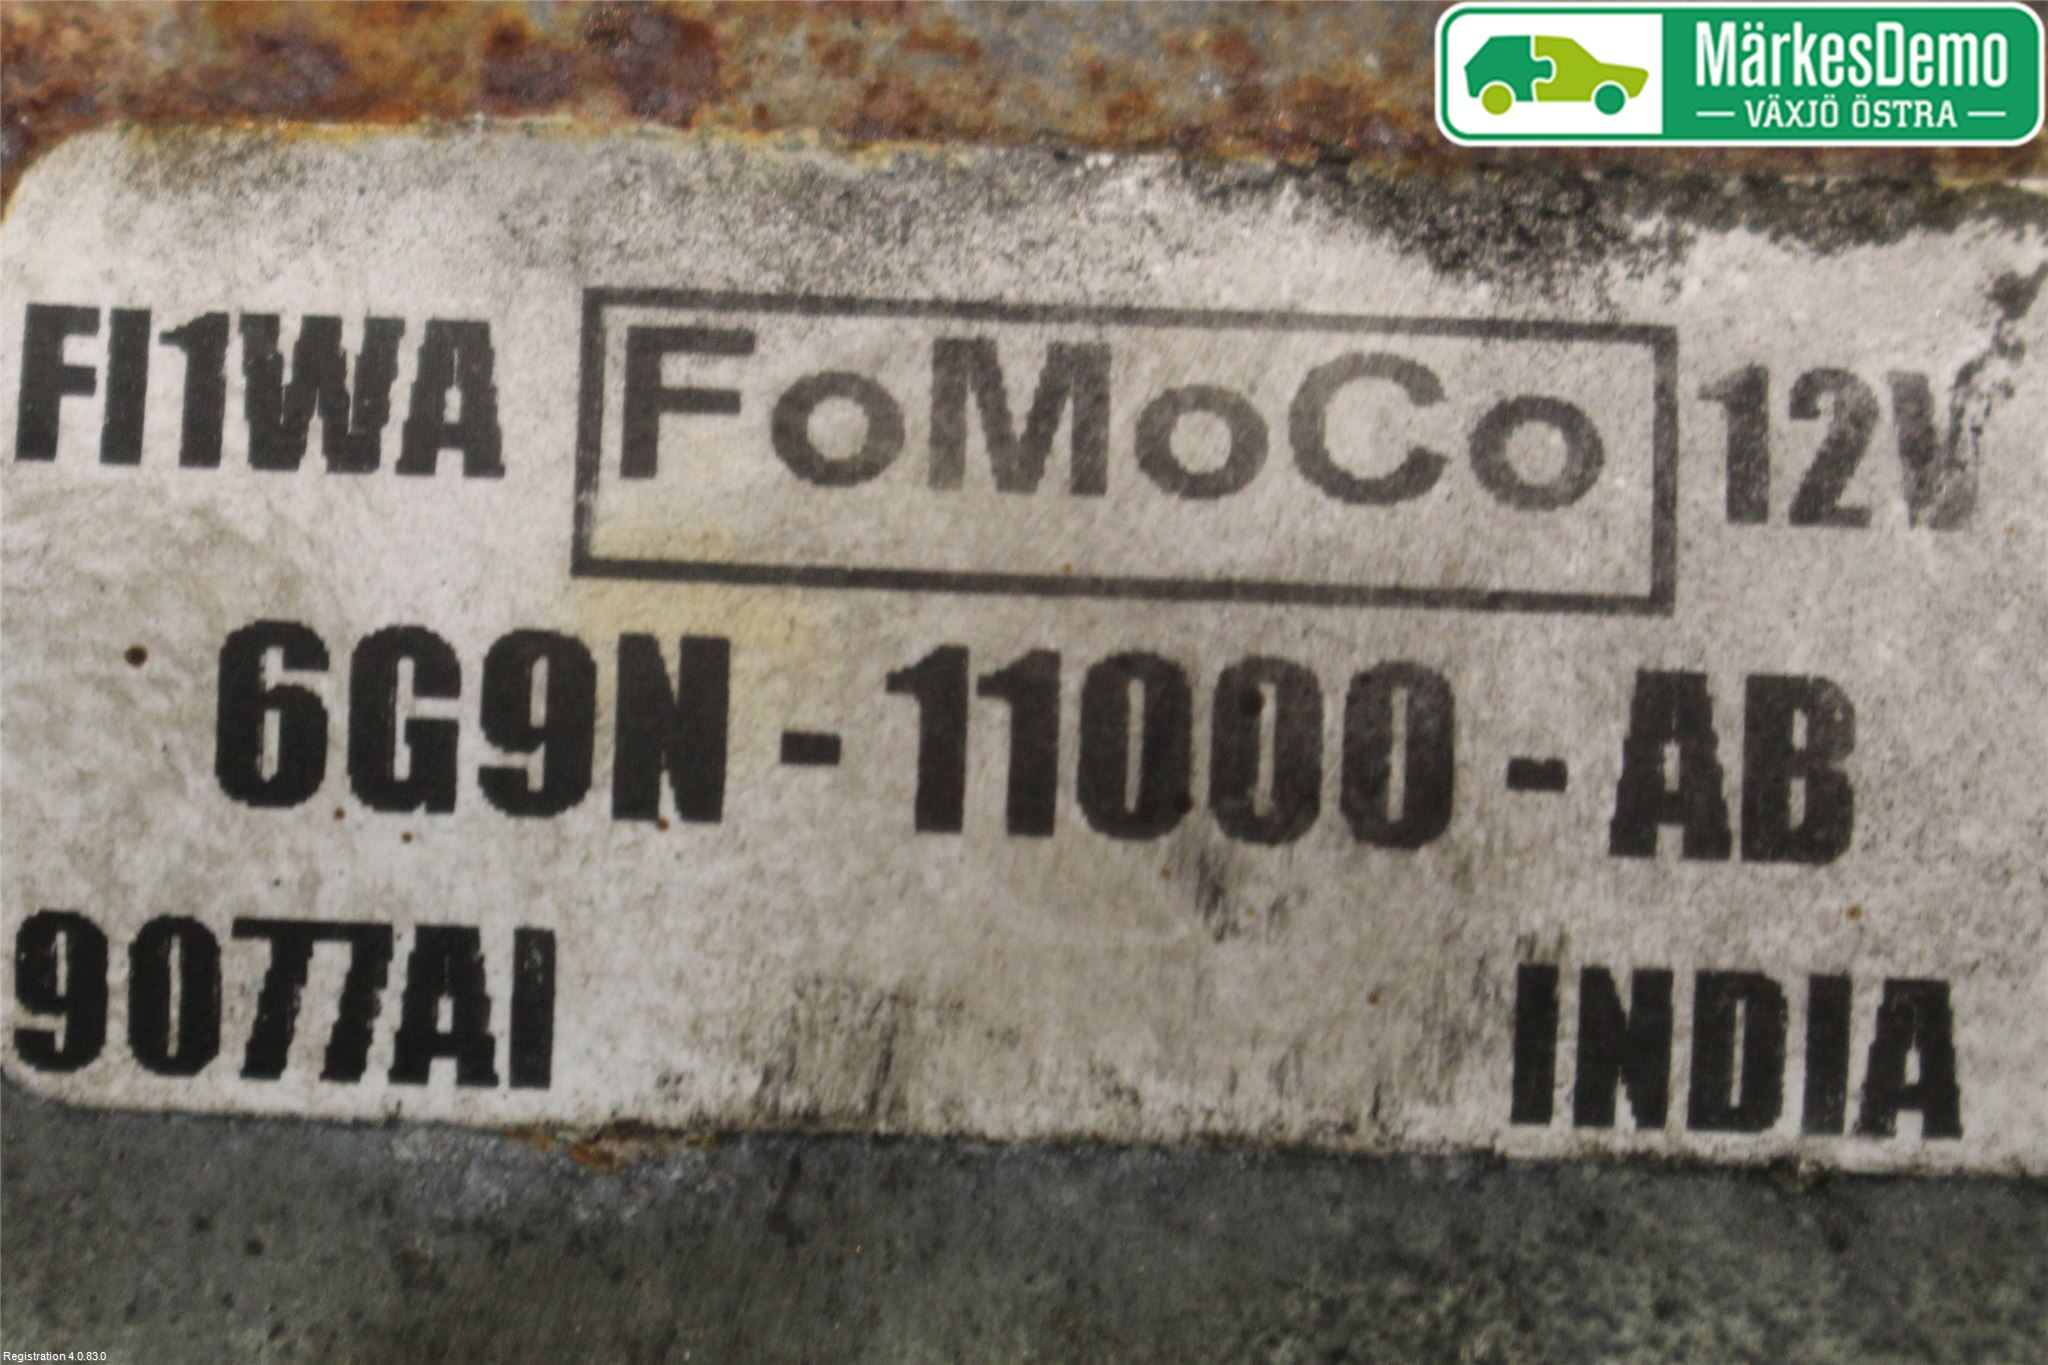 MärkesDemo
VÄXJÖ ÖSTRA
FI1WA FoMoCo 12V
6G9N-11000-AB
9077AI INDIA
Registration 4.0.83.0